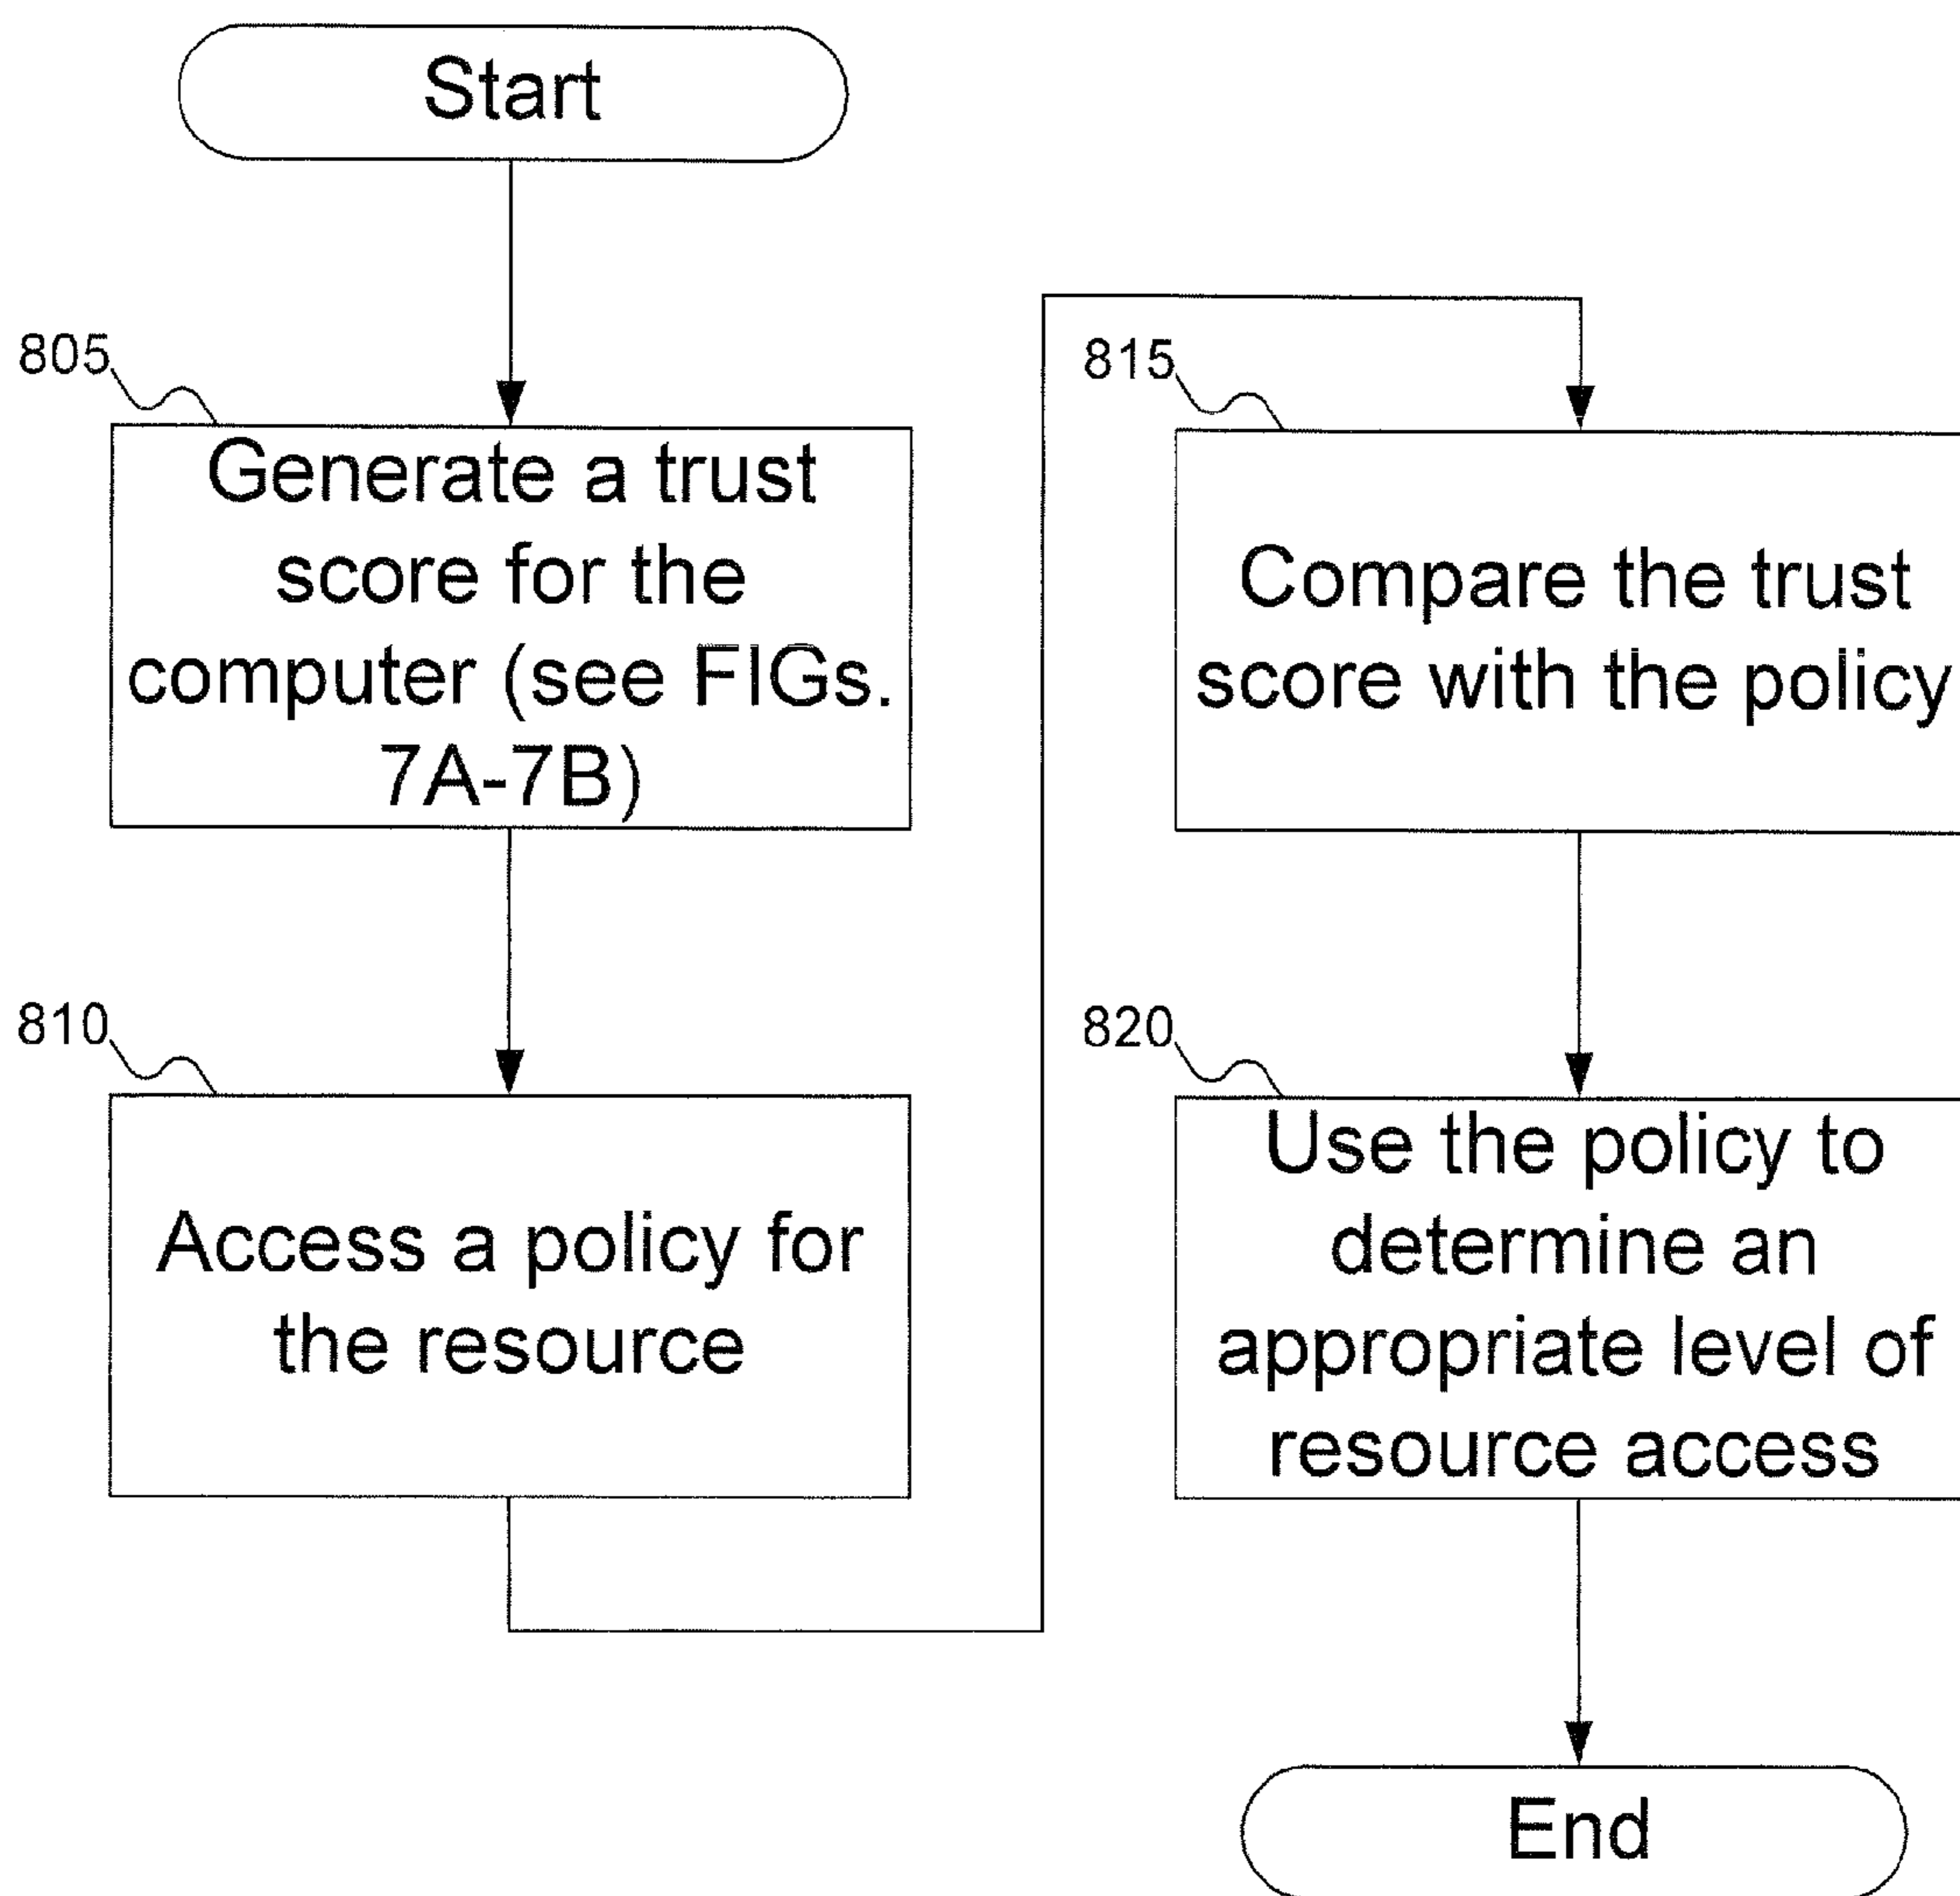 Start
805
Generate a trust
score for the
computer (see FIGs.
7A-7B)
810
Access a policy for
the resource
815
Compare the trust
score with the policy
820
Use the policy to
determine an
appropriate level of
resource access
End